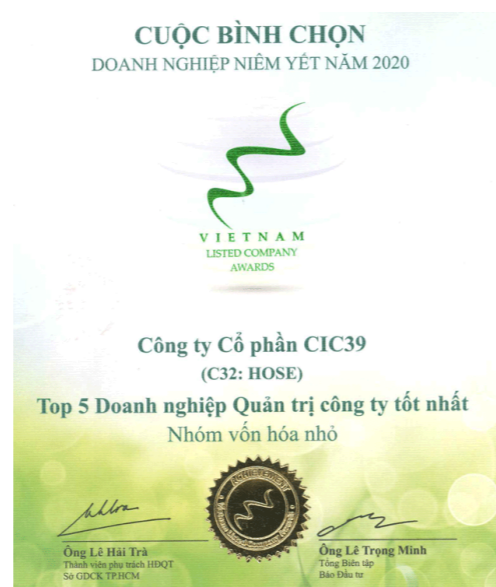 CUỘC BÌNH CHỌN
DOANH NGHIỆP NIÊM YẾT NĂM 2020
VIETNAM
LISTED COMPANY
AWARDS
Công ty Cổ phần CIC39
(C32: HOSE)
Top 5 Doanh nghiệp Quản trị công ty tốt nhất
Nhóm vốn hóa nhỏ
ACHIEVEMENT
Ông Lê Hải Trà
Thành viên phụ trách HĐQT
Sở GDCK TP.HCM
Ông Lê Trọng Minh
Tổng Biên tập
Báo Đầu tư